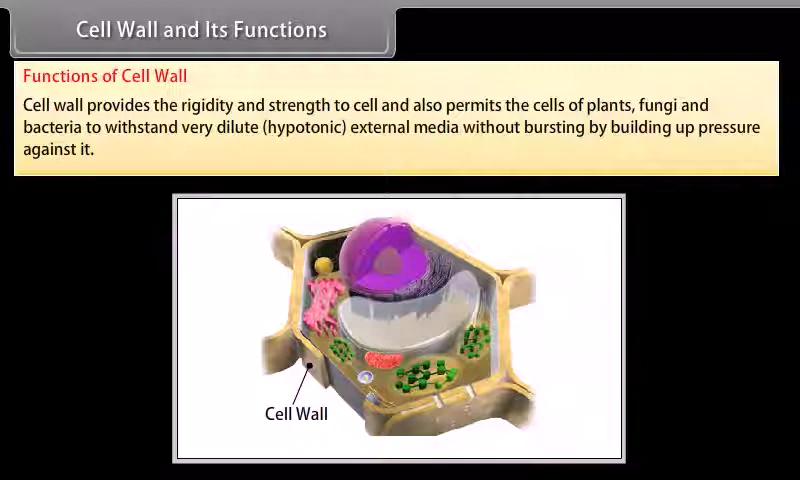 Cell Wall and Its Functions
Functions of Cell Wall
Cell wall provides the rigidity and strength to cell and also permits the cells of plants, fungi and
bacteria to withstand very dilute (hypotonic) external media without bursting by building up pressure
against it.
Cell Wall